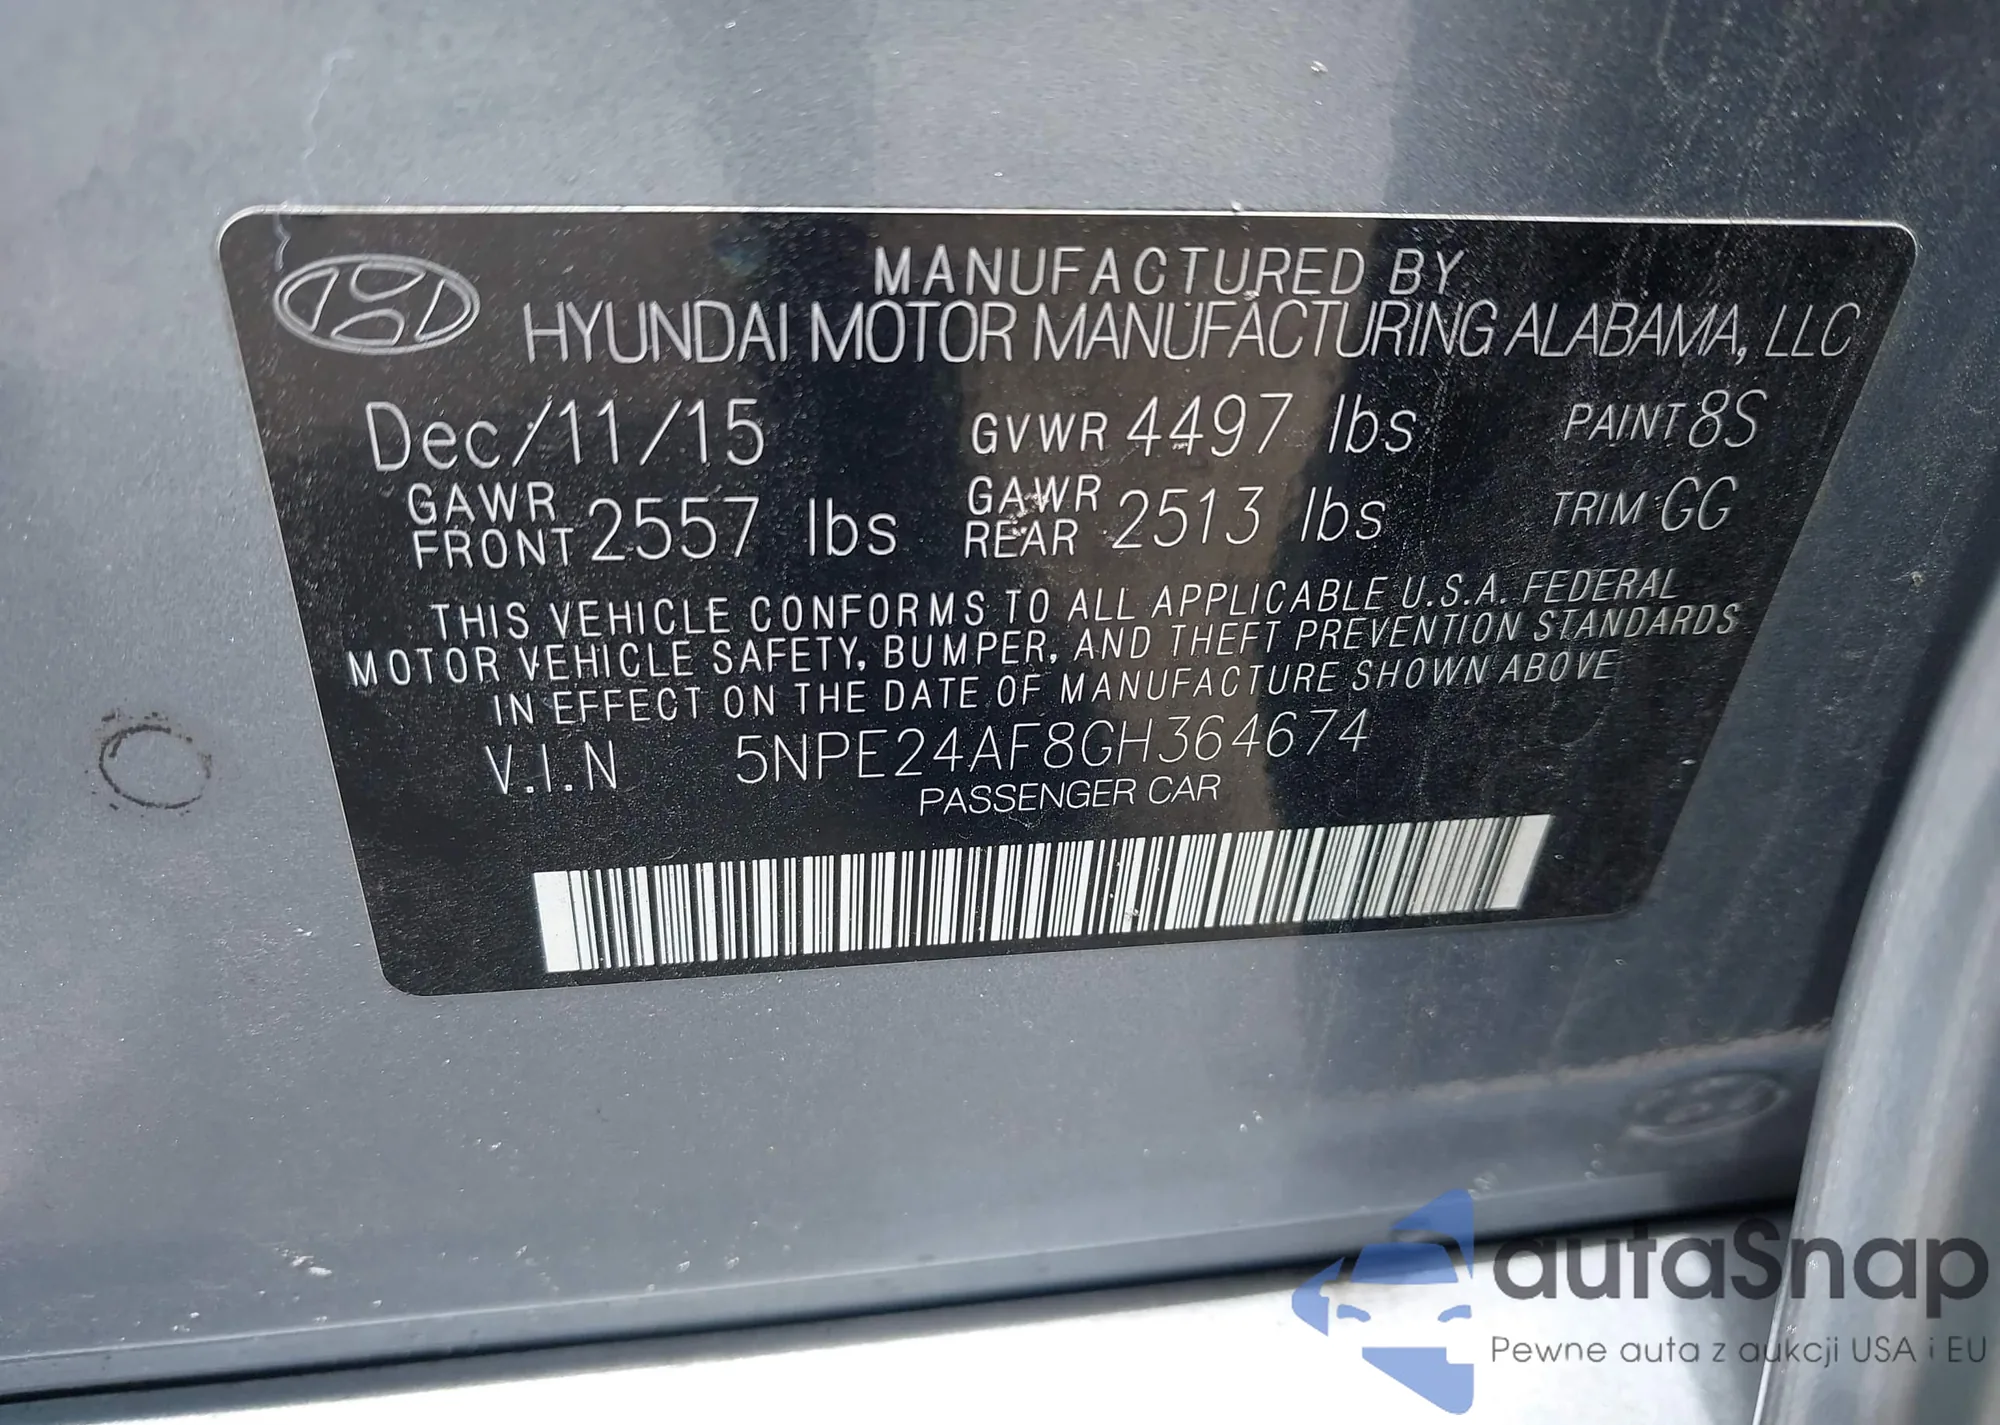 MANUFACTURED BY
HYUNDAI MOTOR MANUFACTURING ALABAMA, LLC
Dec/11/15 GVWR 4497 lbs PAINT 8S
GAWR FRONT 2557 lbs GAWR REAR 2513 lbs TRIM GG
THIS VEHICLE CONFORMS TO ALL APPLICABLE U.S.A. FEDERAL
MOTOR VEHICLE SAFETY, BUMPER, AND THEFT PREVENTION STANDARDS
IN EFFECT ON THE DATE OF MANUFACTURE SHOWN ABOVE
V.I.N 5NPE24AF8GH364674
PASSENGER CAR
autaSnap
Pewne auta z aukcji USA i EU